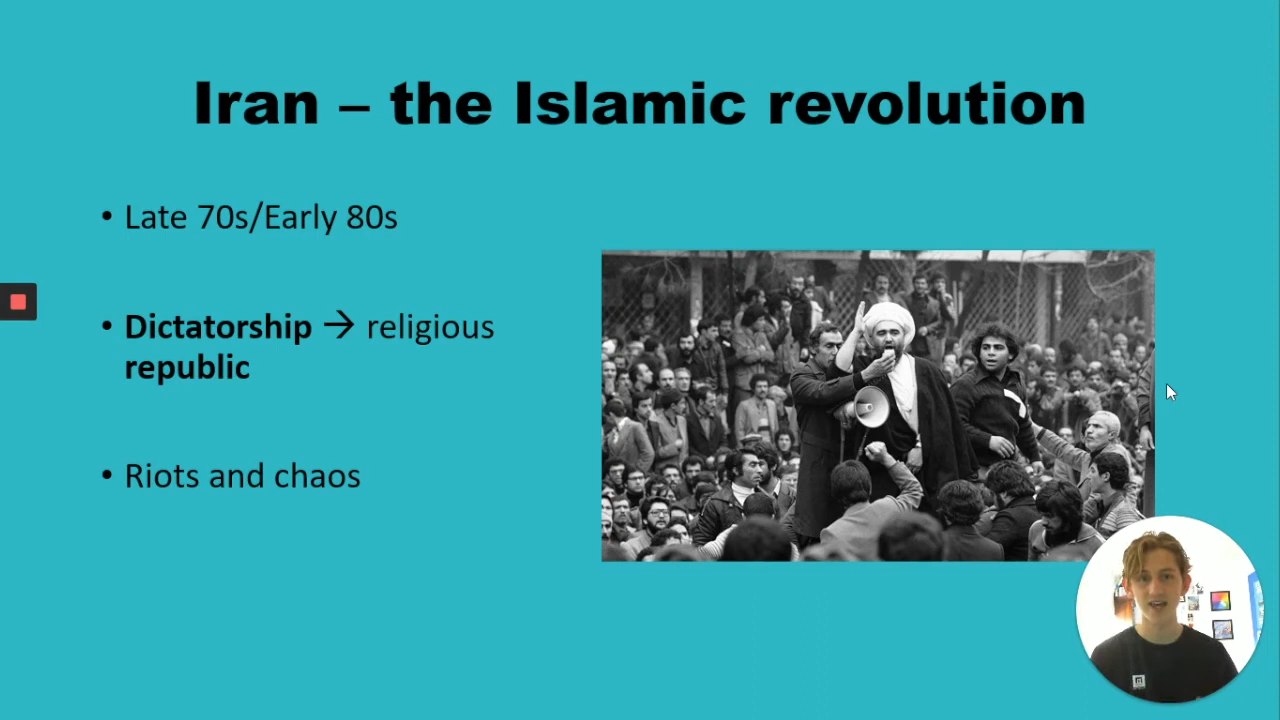 Iran – the Islamic revolution
• Late 70s/Early 80s
• Dictatorship → religious
republic
• Riots and chaos